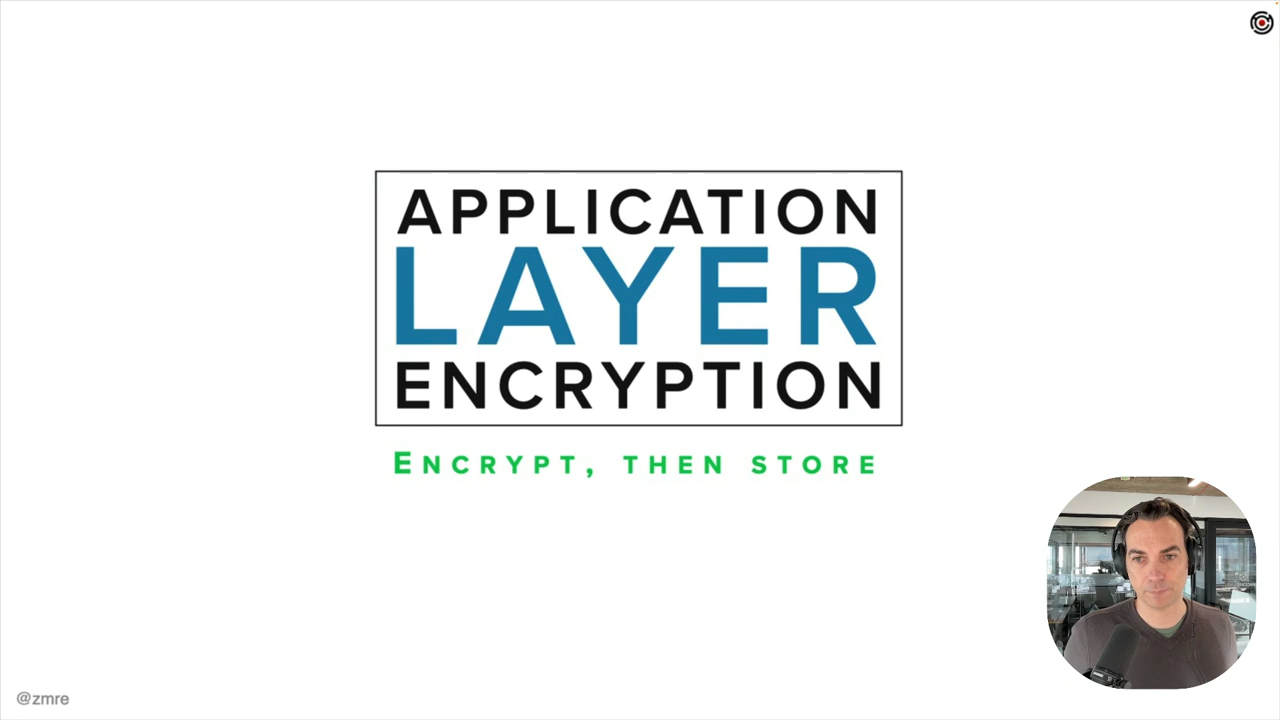 APPLICATION
LAYER
ENCRYPTION
ENCRYPT, THEN STORE
@zmre